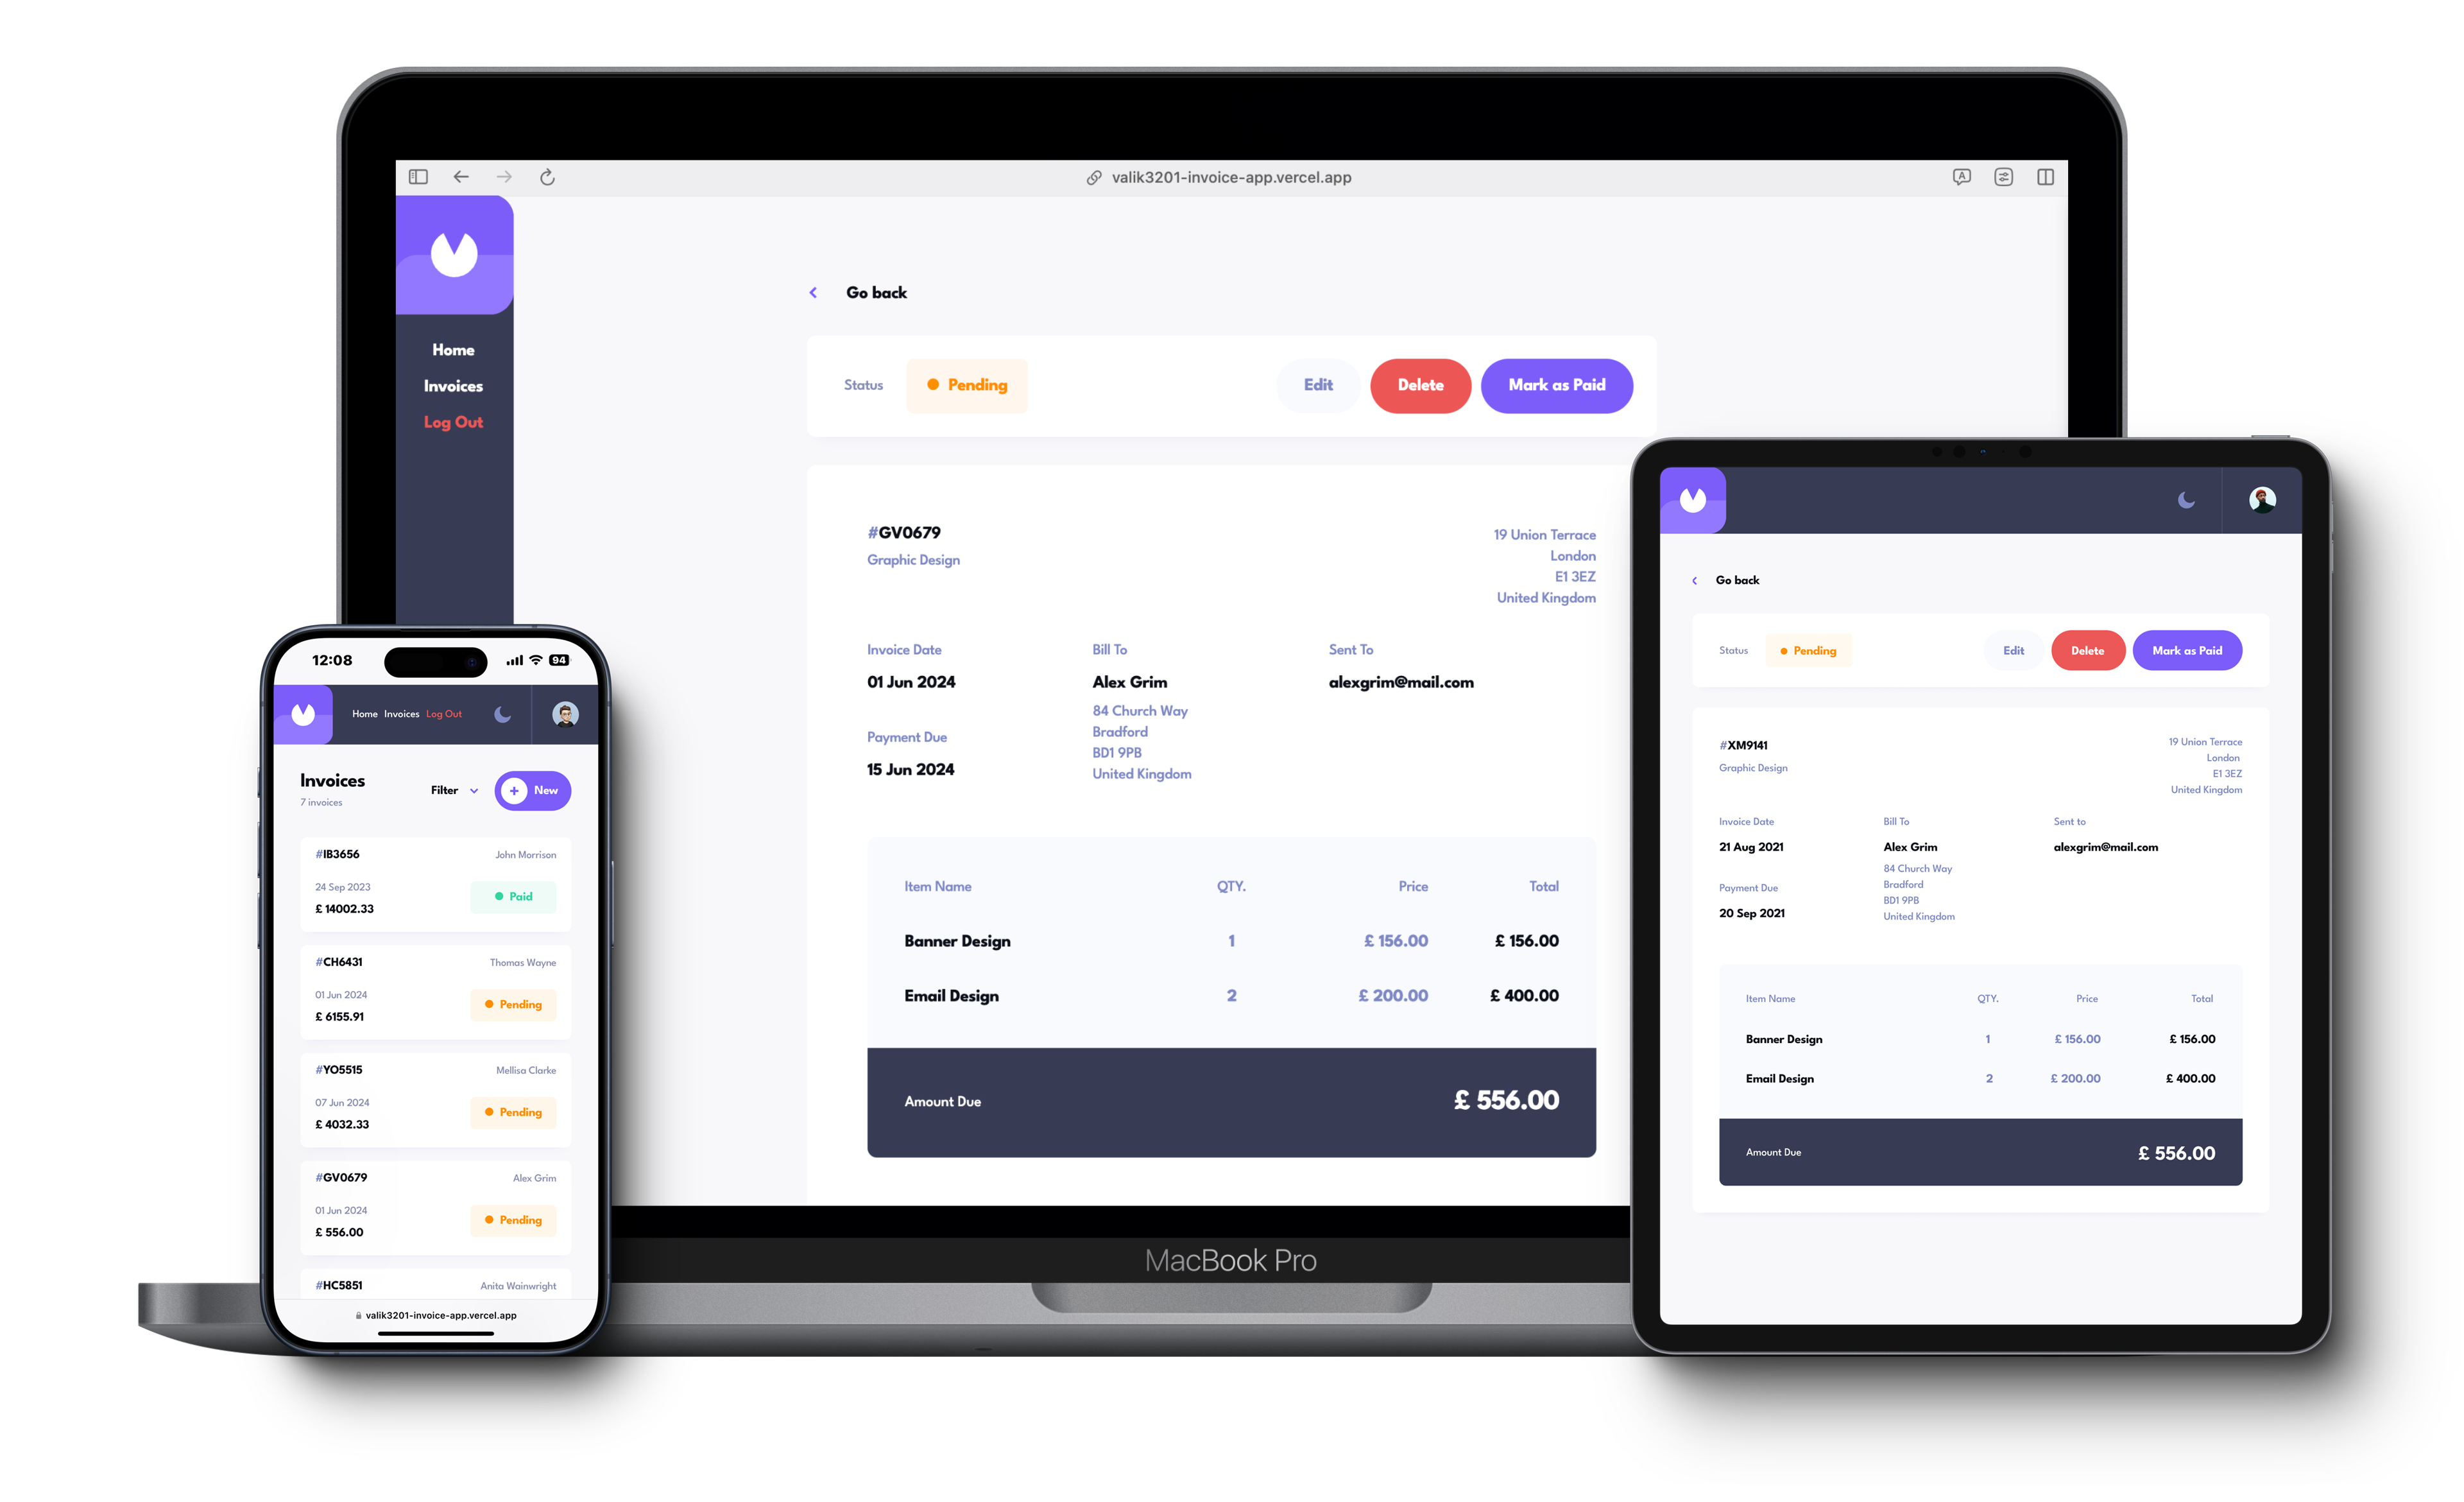 valik3201-invoice-app.vercel.app
Home
Invoices
Log Out
Go back
Status
Pending
Edit
Delete
Mark as Paid
#GV0679
Graphic Design
19 Union Terrace
London
E1 3EZ
United Kingdom
Invoice Date
01 Jun 2024
Payment Due
15 Jun 2024
Bill To
Alex Grim
84 Church Way
Bradford
BD1 9PB
United Kingdom
Sent To
alexgrim@mail.com
Item Name QTY. Price Total
Banner Design 1 £ 156.00 £ 156.00
Email Design 2 £ 200.00 £ 400.00
Amount Due £ 556.00
MacBook Pro
12:08
94
Home Invoices Log Out
Invoices
7 invoices
Filter
+ New
#IB3656 John Morrison
24 Sep 2023
£ 14002.33
Paid
#CH6431 Thomas Wayne
01 Jun 2024
£ 6155.91
Pending
#YO5515 Mellisa Clarke
07 Jun 2024
£ 4032.33
Pending
#GV0679 Alex Grim
01 Jun 2024
£ 556.00
Pending
#HC5851 Anita Wainwright
valik3201-invoice-app.vercel.app
Go back
Status
Pending
Edit
Delete
Mark as Paid
#XM9141
Graphic Design
19 Union Terrace
London
E1 3EZ
United Kingdom
Invoice Date
21 Aug 2021
Payment Due
20 Sep 2021
Bill To
Alex Grim
84 Church Way
Bradford
BD1 9PB
United Kingdom
Sent to
alexgrim@mail.com
Item Name QTY. Price Total
Banner Design 1 £ 156.00 £ 156.00
Email Design 2 £ 200.00 £ 400.00
Amount Due £ 556.00